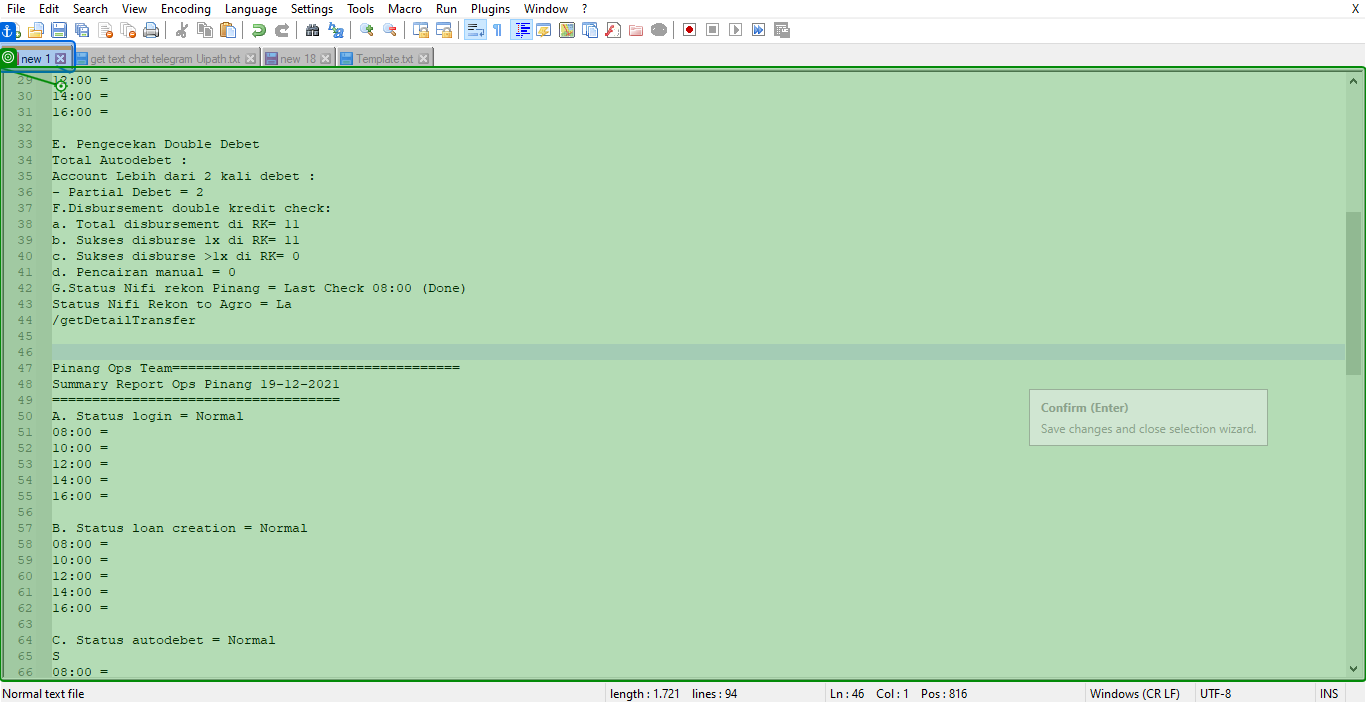 File Edit Search View Encoding Language Settings Tools Macro Run Plugins Window ? X
new 1 get text chat telegram Uipath.txt new 18 Template.txt
29 12:00 =
30 14:00 =
31 16:00 =
32
33 E. Pengecekan Double Debet
34 Total Autodebet :
35 Account Lebih dari 2 kali debet :
36 - Partial Debet = 2
37 F.Disbursement double kredit check:
38 a. Total disbursement di RK= 11
39 b. Sukses disburse 1x di RK= 11
40 c. Sukses disburse >1x di RK= 0
41 d. Pencairan manual = 0
42 G.Status Nifi rekon Pinang = Last Check 08:00 (Done)
43 Status Nifi Rekon to Agro = La
44 /getDetailTransfer
45
46
47 Pinang Ops Team====================================
48 Summary Report Ops Pinang 19-12-2021
49 ====================================
50 A. Status login = Normal
51 08:00 =
52 10:00 =
53 12:00 =
54 14:00 =
55 16:00 =
56
57 B. Status loan creation = Normal
58 08:00 =
59 10:00 =
60 12:00 =
61 14:00 =
62 16:00 =
63
64 C. Status autodebet = Normal
65 S
66 08:00 =
Confirm (Enter)
Save changes and close selection wizard.
Normal text file length : 1.721 lines : 94 Ln : 46 Col : 1 Pos : 816 Windows (CR LF) UTF-8 INS